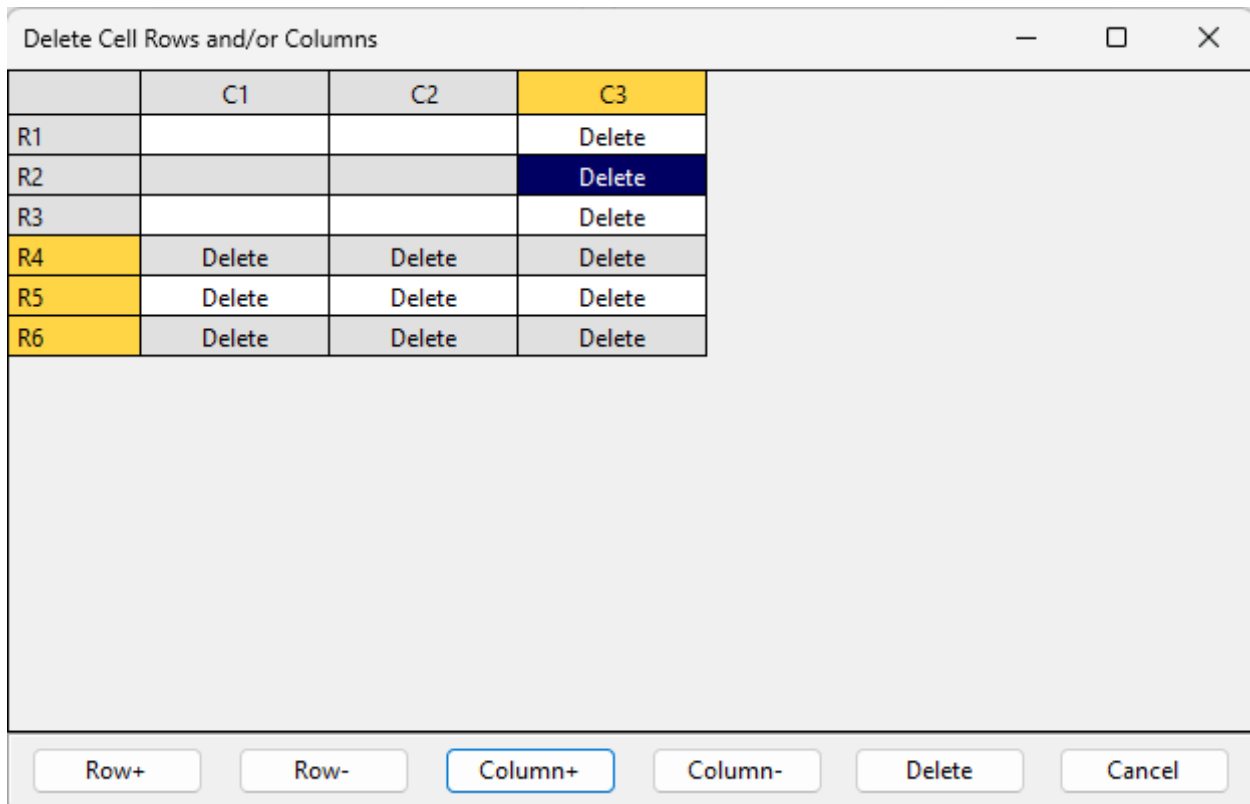 Delete Cell Rows and/or Columns
C1 C2 C3
R1 Delete
R2 Delete
R3 Delete
R4 Delete Delete Delete
R5 Delete Delete Delete
R6 Delete Delete Delete
Row+ Row- Column+ Column- Delete Cancel